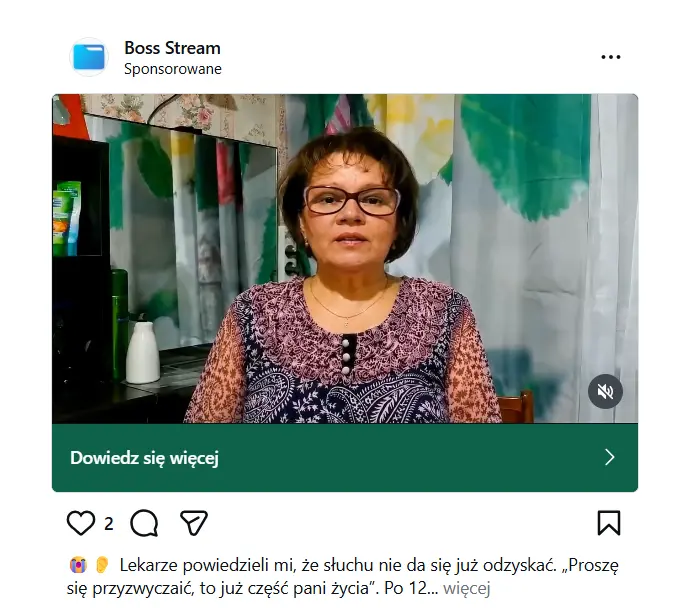 Boss Stream
Sponsorowane
Dowiedz się więcej
2
😭👂 Lekarze powiedzieli mi, że słuchu nie da się już odzyskać. „Proszę
się przyzwyczaić, to już część pani życia”. Po 12... więcej